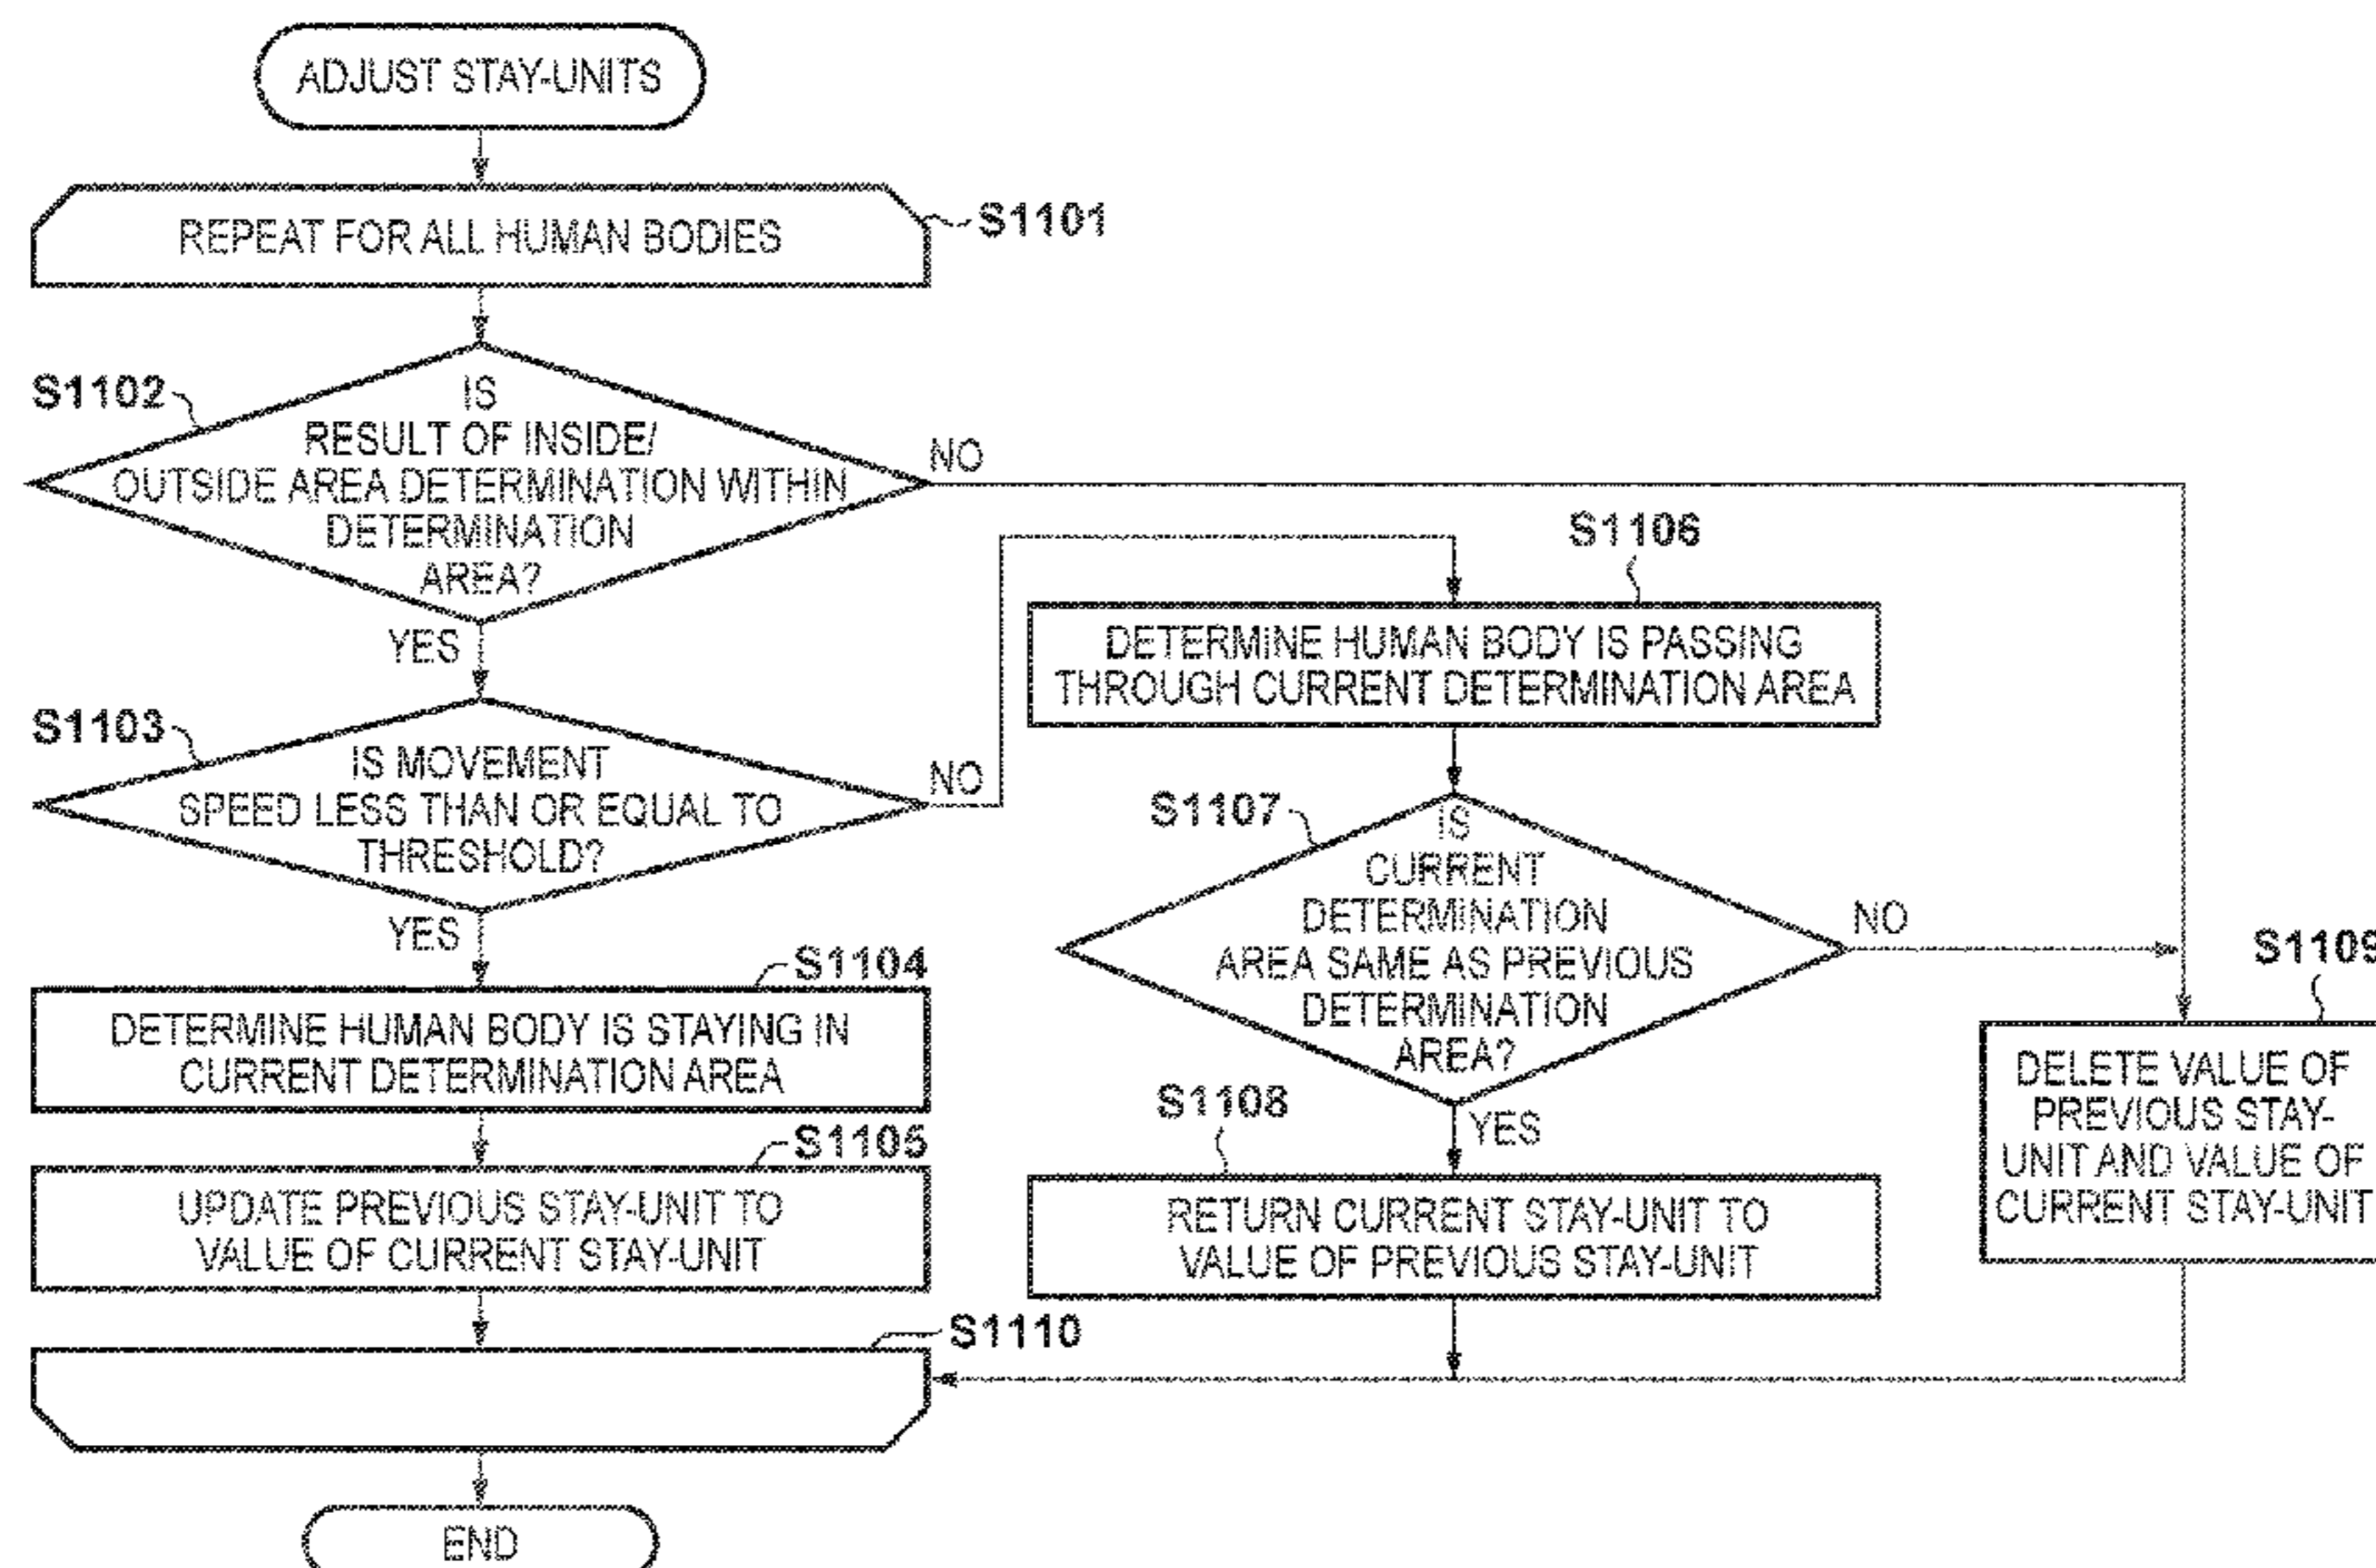 ADJUST STAY-UNITS
REPEAT FOR ALL HUMAN BODIES
S1101
S1102
IS
RESULT OF INSIDE/
OUTSIDE AREA DETERMINATION WITHIN
DETERMINATION
AREA?
NO
YES
S1103
IS MOVEMENT
SPEED LESS THAN OR EQUAL TO
THRESHOLD?
NO
YES
S1104
DETERMINE HUMAN BODY IS STAYING IN
CURRENT DETERMINATION AREA
S1105
UPDATE PREVIOUS STAY-UNIT TO
VALUE OF CURRENT STAY-UNIT
S1106
DETERMINE HUMAN BODY IS PASSING
THROUGH CURRENT DETERMINATION AREA
S1107
IS
CURRENT
DETERMINATION
AREA SAME AS PREVIOUS
DETERMINATION
AREA?
NO
YES
S1108
RETURN CURRENT STAY-UNIT TO
VALUE OF PREVIOUS STAY-UNIT
S1109
DELETE VALUE OF
PREVIOUS STAY-
UNIT AND VALUE OF
CURRENT STAY-UNIT
S1110
END